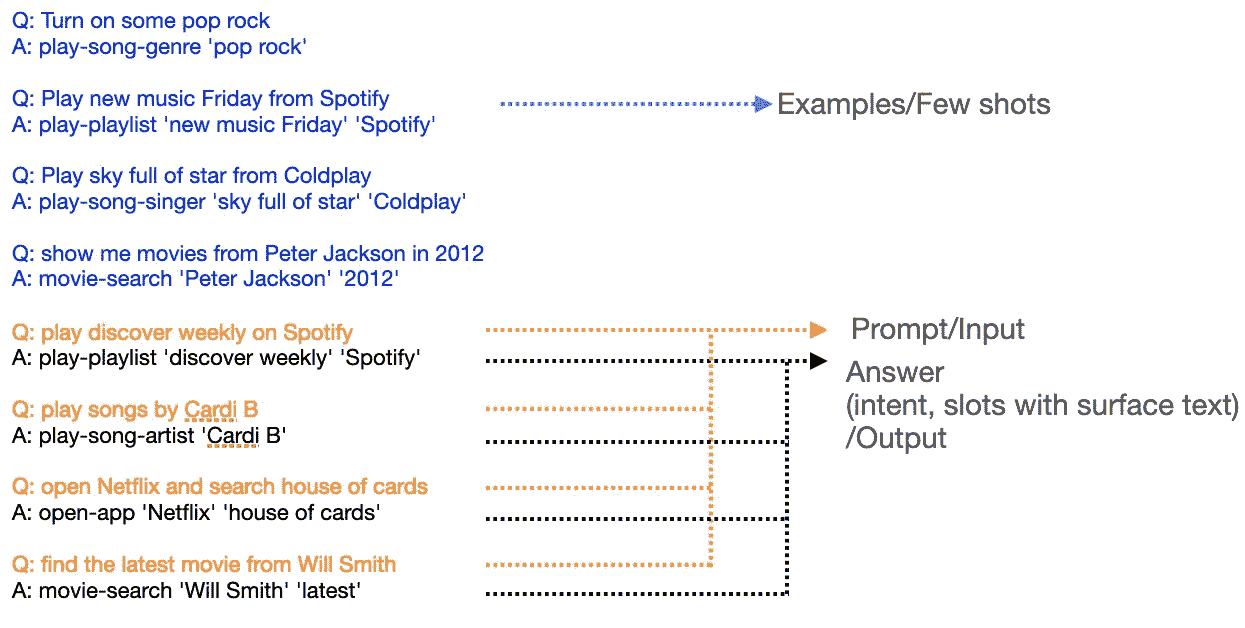 Q: Turn on some pop rock
A: play-song-genre 'pop rock'
Q: Play new music Friday from Spotify
A: play-playlist 'new music Friday' 'Spotify'
Examples/Few shots
Q: Play sky full of star from Coldplay
A: play-song-singer 'sky full of star' 'Coldplay'
Q: show me movies from Peter Jackson in 2012
A: movie-search 'Peter Jackson' '2012'
Q: play discover weekly on Spotify
A: play-playlist 'discover weekly' 'Spotify'
Prompt/Input
Answer
(intent, slots with surface text)
/Output
Q: play songs by Cardi B
A: play-song-artist 'Cardi B'
Q: open Netflix and search house of cards
A: open-app 'Netflix' 'house of cards'
Q: find the latest movie from Will Smith
A: movie-search 'Will Smith' 'latest'